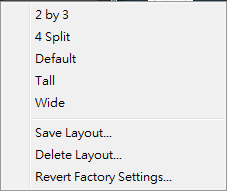 2 by 3
4 Split
Default
Tall
Wide
Save Layout...
Delete Layout...
Revert Factory Settings...